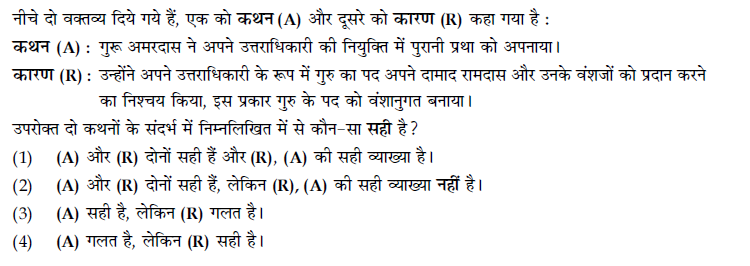 नीचे दो वक्तव्य दिये गये हैं, एक को कथन (A) और दूसरे को कारण (R) कहा गया है :
कथन (A) : गुरू अमरदास ने अपने उत्तराधिकारी की नियुक्ति में पुरानी प्रथा को अपनाया।
कारण (R) : उन्होंने अपने उत्तराधिकारी के रूप में गुरु का पद अपने दामाद रामदास और उनके वंशजों को प्रदान करने
का निश्चय किया, इस प्रकार गुरु के पद को वंशानुगत बनाया।
उपरोक्त दो कथनों के संदर्भ में निम्नलिखित में से कौन-सा सही है ?
(1) (A) और (R) दोनों सही हैं और (R), (A) की सही व्याख्या है।
(2) (A) और (R) दोनों सही हैं, लेकिन (R), (A) की सही व्याख्या नहीं है।
(3) (A) सही है, लेकिन (R) गलत है।
(4) (A) गलत है, लेकिन (R) सही है।